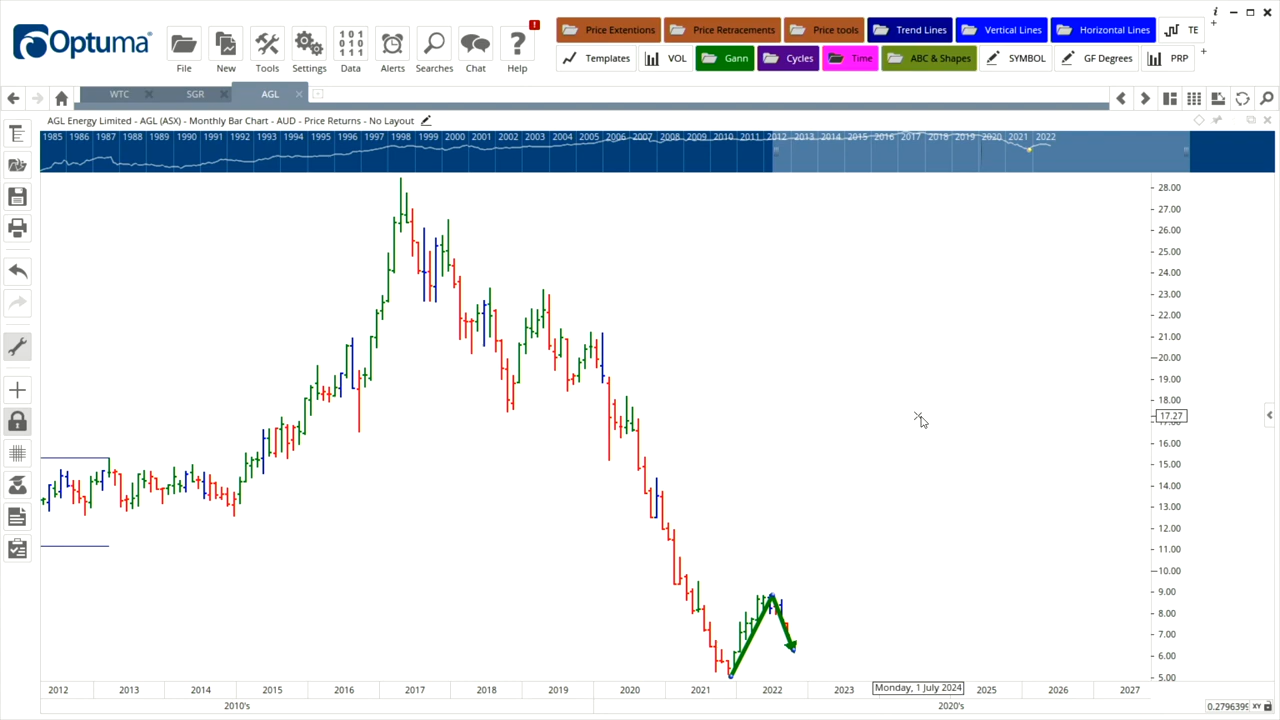 Optuma
File
New
Tools
Settings
Data
Alerts
Searches
Chat
Help
Price Extentions
Price Retracements
Price tools
Trend Lines
Vertical Lines
Horizontal Lines
TE
Templates
VOL
Gann
Cycles
Time
ABC & Shapes
SYMBOL
GF Degrees
PRP
WTC
SGR
AGL
AGL Energy Limited - AGL (ASX) - Monthly Bar Chart - AUD - Price Returns - No Layout
1985 1986 1987 1988 1989 1990 1991 1992 1993 1994 1995 1996 1997 1998 1999 2000 2001 2002 2003 2004 2005 2006 2007 2008 2009 2010 2011 2012 2013 2014 2015 2016 2017 2018 2019 2020 2021 2022
28.00
27.00
26.00
25.00
24.00
23.00
22.00
21.00
20.00
19.00
18.00
17.27
16.00
15.00
14.00
13.00
12.00
11.00
10.00
9.00
8.00
7.00
6.00
5.00
2012 2013 2014 2015 2016 2017 2018 2019 2020 2021 2022 2023 Monday, 1 July 2024 2025 2026 2027
2010's 2020's
0.2796399 XY